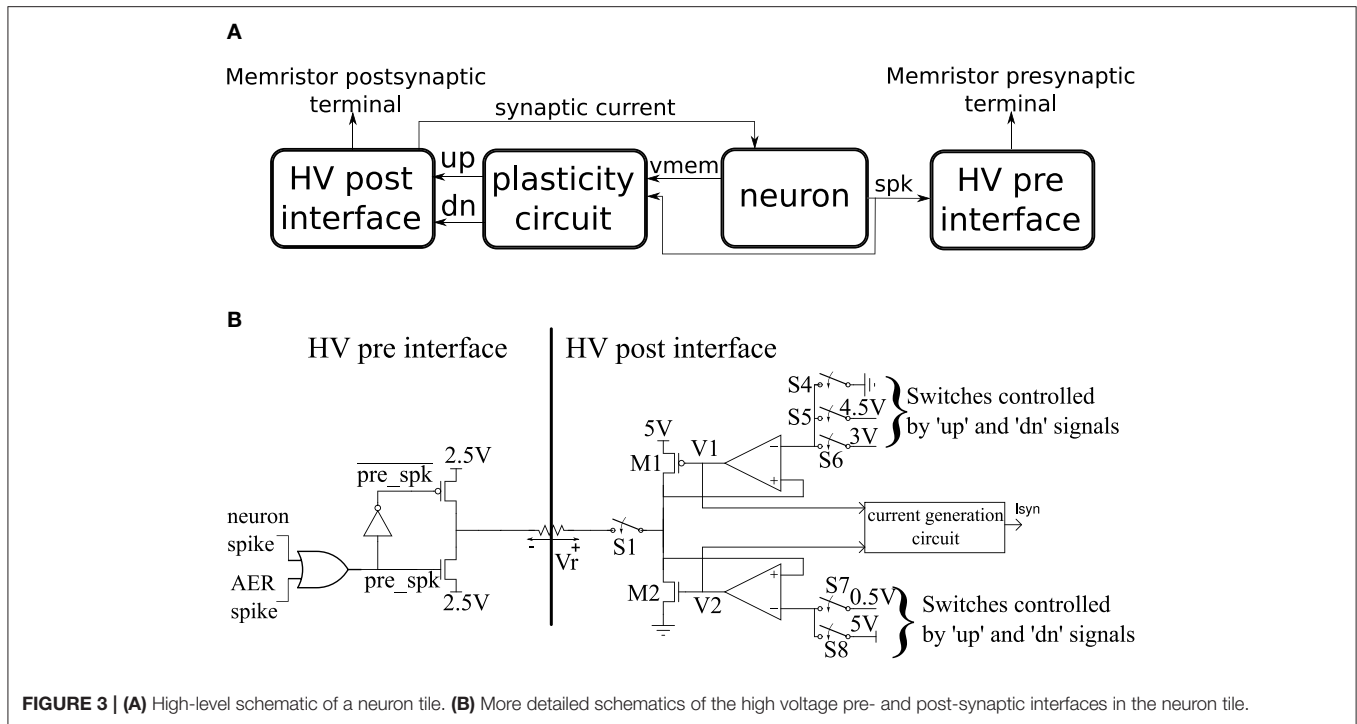 A
Memristor postsynaptic
terminal
Memristor presynaptic
terminal
synaptic current
HV post
interface
up
dn
plasticity
circuit
vmem
neuron
spk
HV pre
interface
B
HV pre interface
HV post interface
neuron
spike
AER
spike
pre_spk
pre_spk
2.5V
2.5V
-
+
Vr
S1
5V
M1
V1
-
+
S4
S5
4.5V
3V
S6
Switches controlled
by 'up' and 'dn' signals
current generation
circuit
Isyn
M2
V2
+
-
S7
0.5V
5V
S8
Switches controlled
by 'up' and 'dn' signals
FIGURE 3 | (A) High-level schematic of a neuron tile. (B) More detailed schematics of the high voltage pre- and post-synaptic interfaces in the neuron tile.